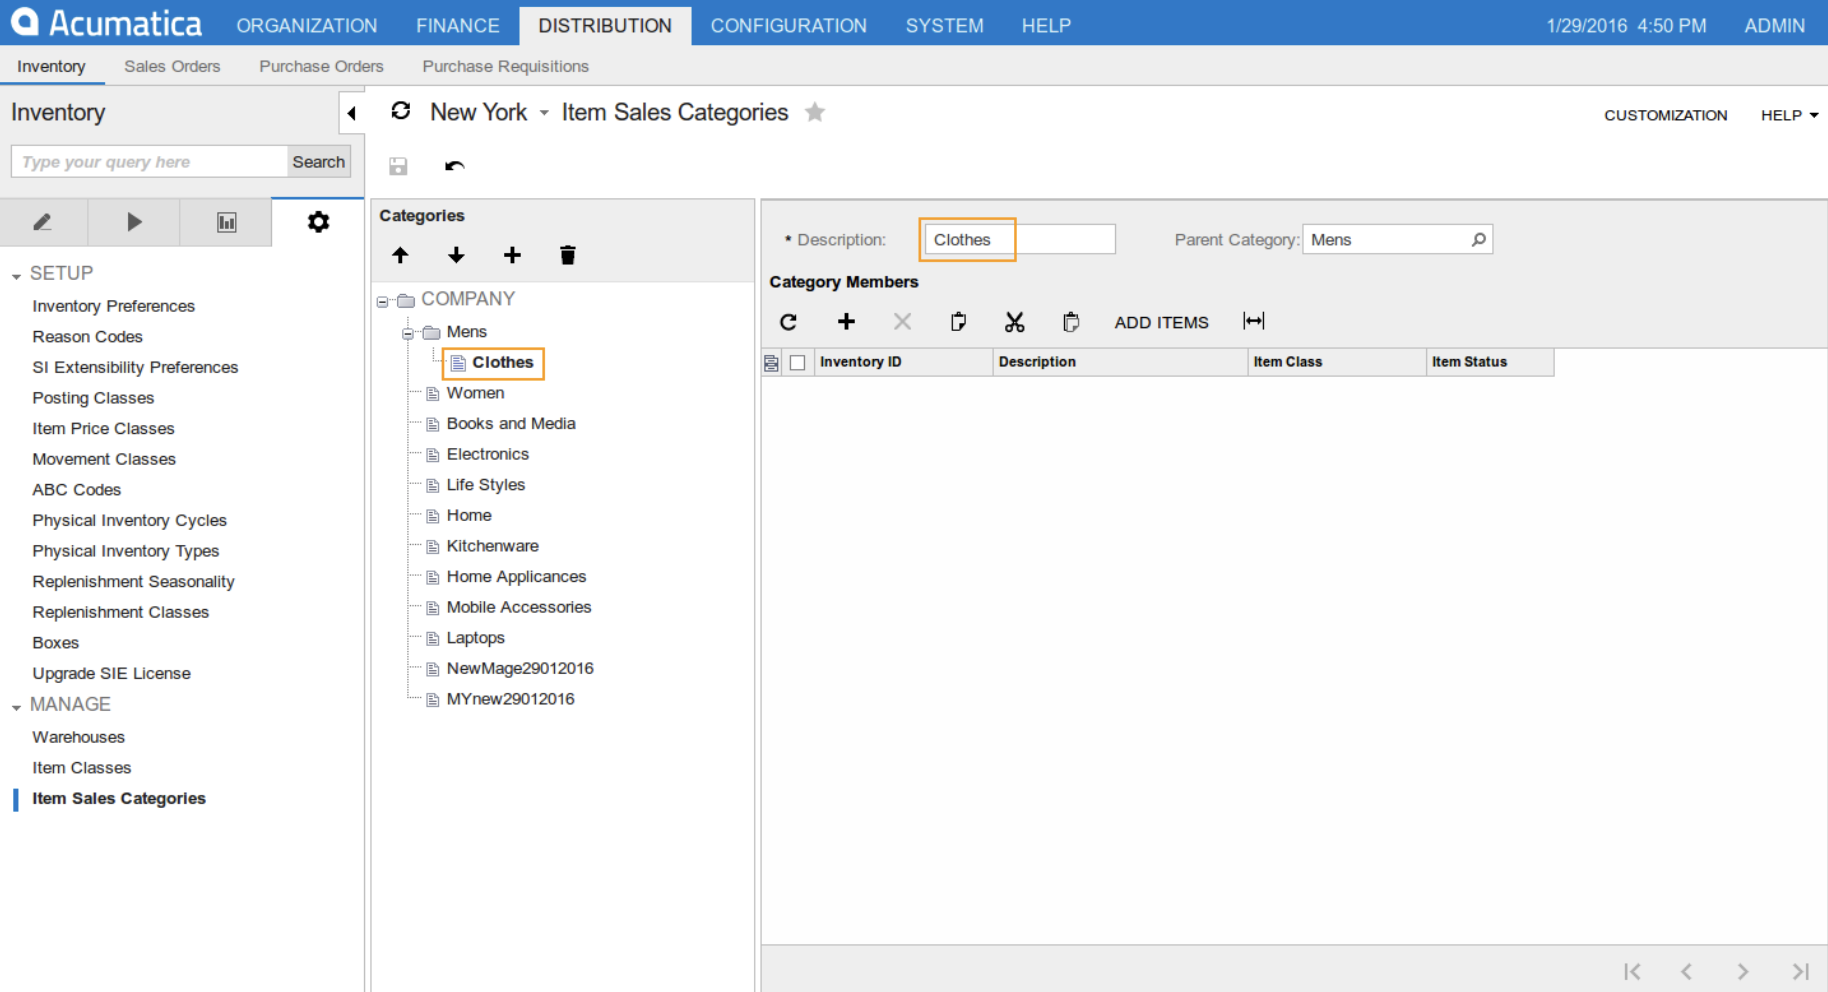 Acumatica ORGANIZATION FINANCE DISTRIBUTION CONFIGURATION SYSTEM HELP 1/29/2016 4:50 PM ADMIN
Inventory Sales Orders Purchase Orders Purchase Requisitions
Inventory
New York Item Sales Categories
CUSTOMIZATION HELP
Type your query here Search
SETUP
Inventory Preferences
Reason Codes
SI Extensibility Preferences
Posting Classes
Item Price Classes
Movement Classes
ABC Codes
Physical Inventory Cycles
Physical Inventory Types
Replenishment Seasonality
Replenishment Classes
Boxes
Upgrade SIE License
MANAGE
Warehouses
Item Classes
Item Sales Categories
Categories
COMPANY
Mens
Clothes
Women
Books and Media
Electronics
Life Styles
Home
Kitchenware
Home Applicances
Mobile Accessories
Laptops
NewMage29012016
MYnew29012016
* Description: Clothes Parent Category: Mens
Category Members
ADD ITEMS
Inventory ID Description Item Class Item Status